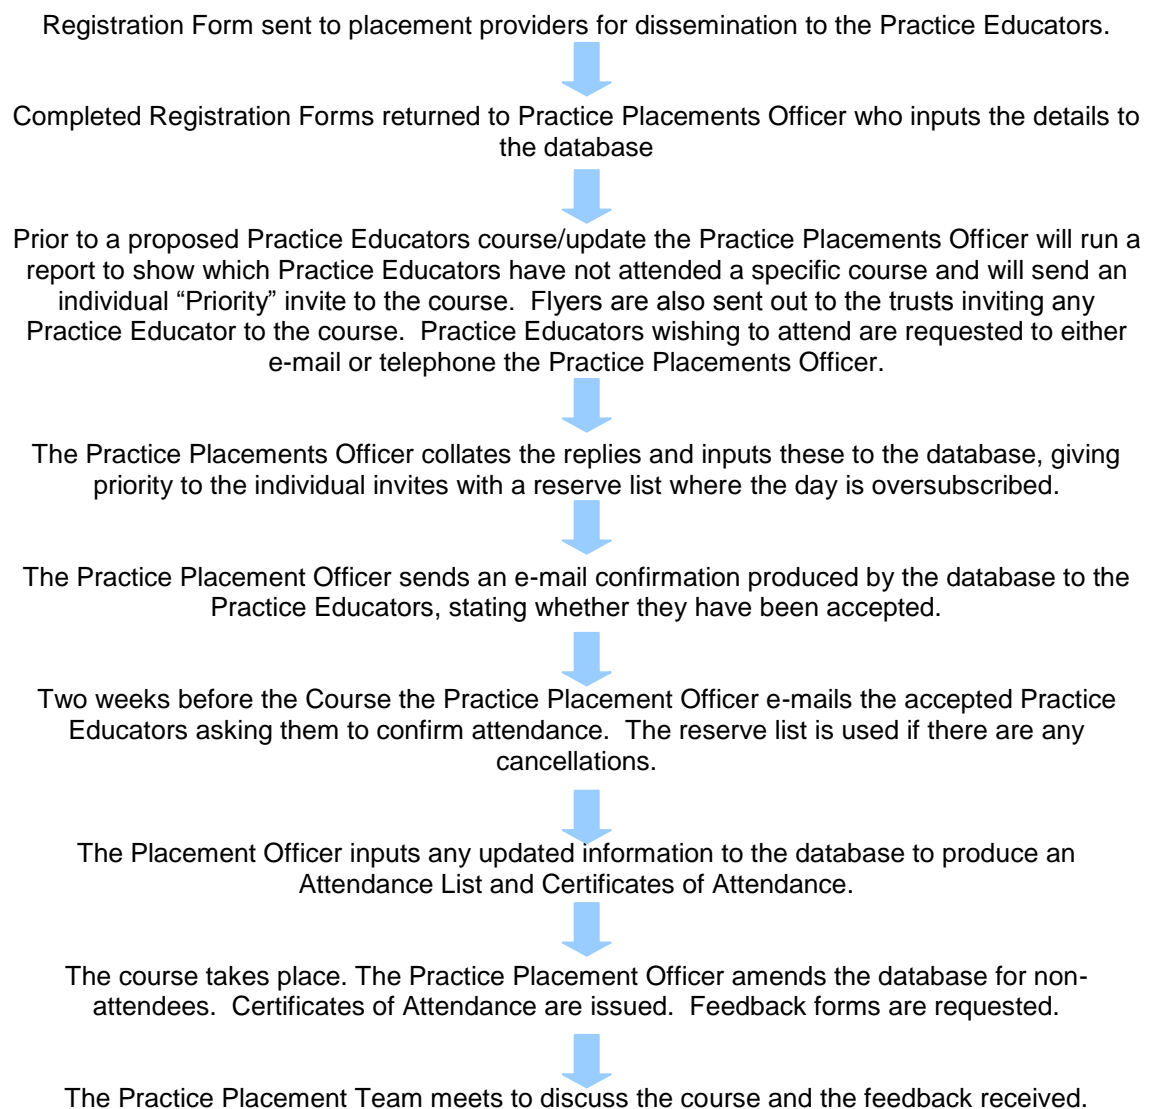 Registration Form sent to placement providers for dissemination to the Practice Educators.
Completed Registration Forms returned to Practice Placements Officer who inputs the details to
the database
Prior to a proposed Practice Educators course/update the Practice Placements Officer will run a
report to show which Practice Educators have not attended a specific course and will send an
individual “Priority” invite to the course.  Flyers are also sent out to the trusts inviting any
Practice Educator to the course.  Practice Educators wishing to attend are requested to either
e-mail or telephone the Practice Placements Officer.
The Practice Placements Officer collates the replies and inputs these to the database, giving
priority to the individual invites with a reserve list where the day is oversubscribed.
The Practice Placement Officer sends an e-mail confirmation produced by the database to the
Practice Educators, stating whether they have been accepted.
Two weeks before the Course the Practice Placement Officer e-mails the accepted Practice
Educators asking them to confirm attendance.  The reserve list is used if there are any
cancellations.
The Placement Officer inputs any updated information to the database to produce an
Attendance List and Certificates of Attendance.
The course takes place. The Practice Placement Officer amends the database for non-
attendees.  Certificates of Attendance are issued.  Feedback forms are requested.
The Practice Placement Team meets to discuss the course and the feedback received.